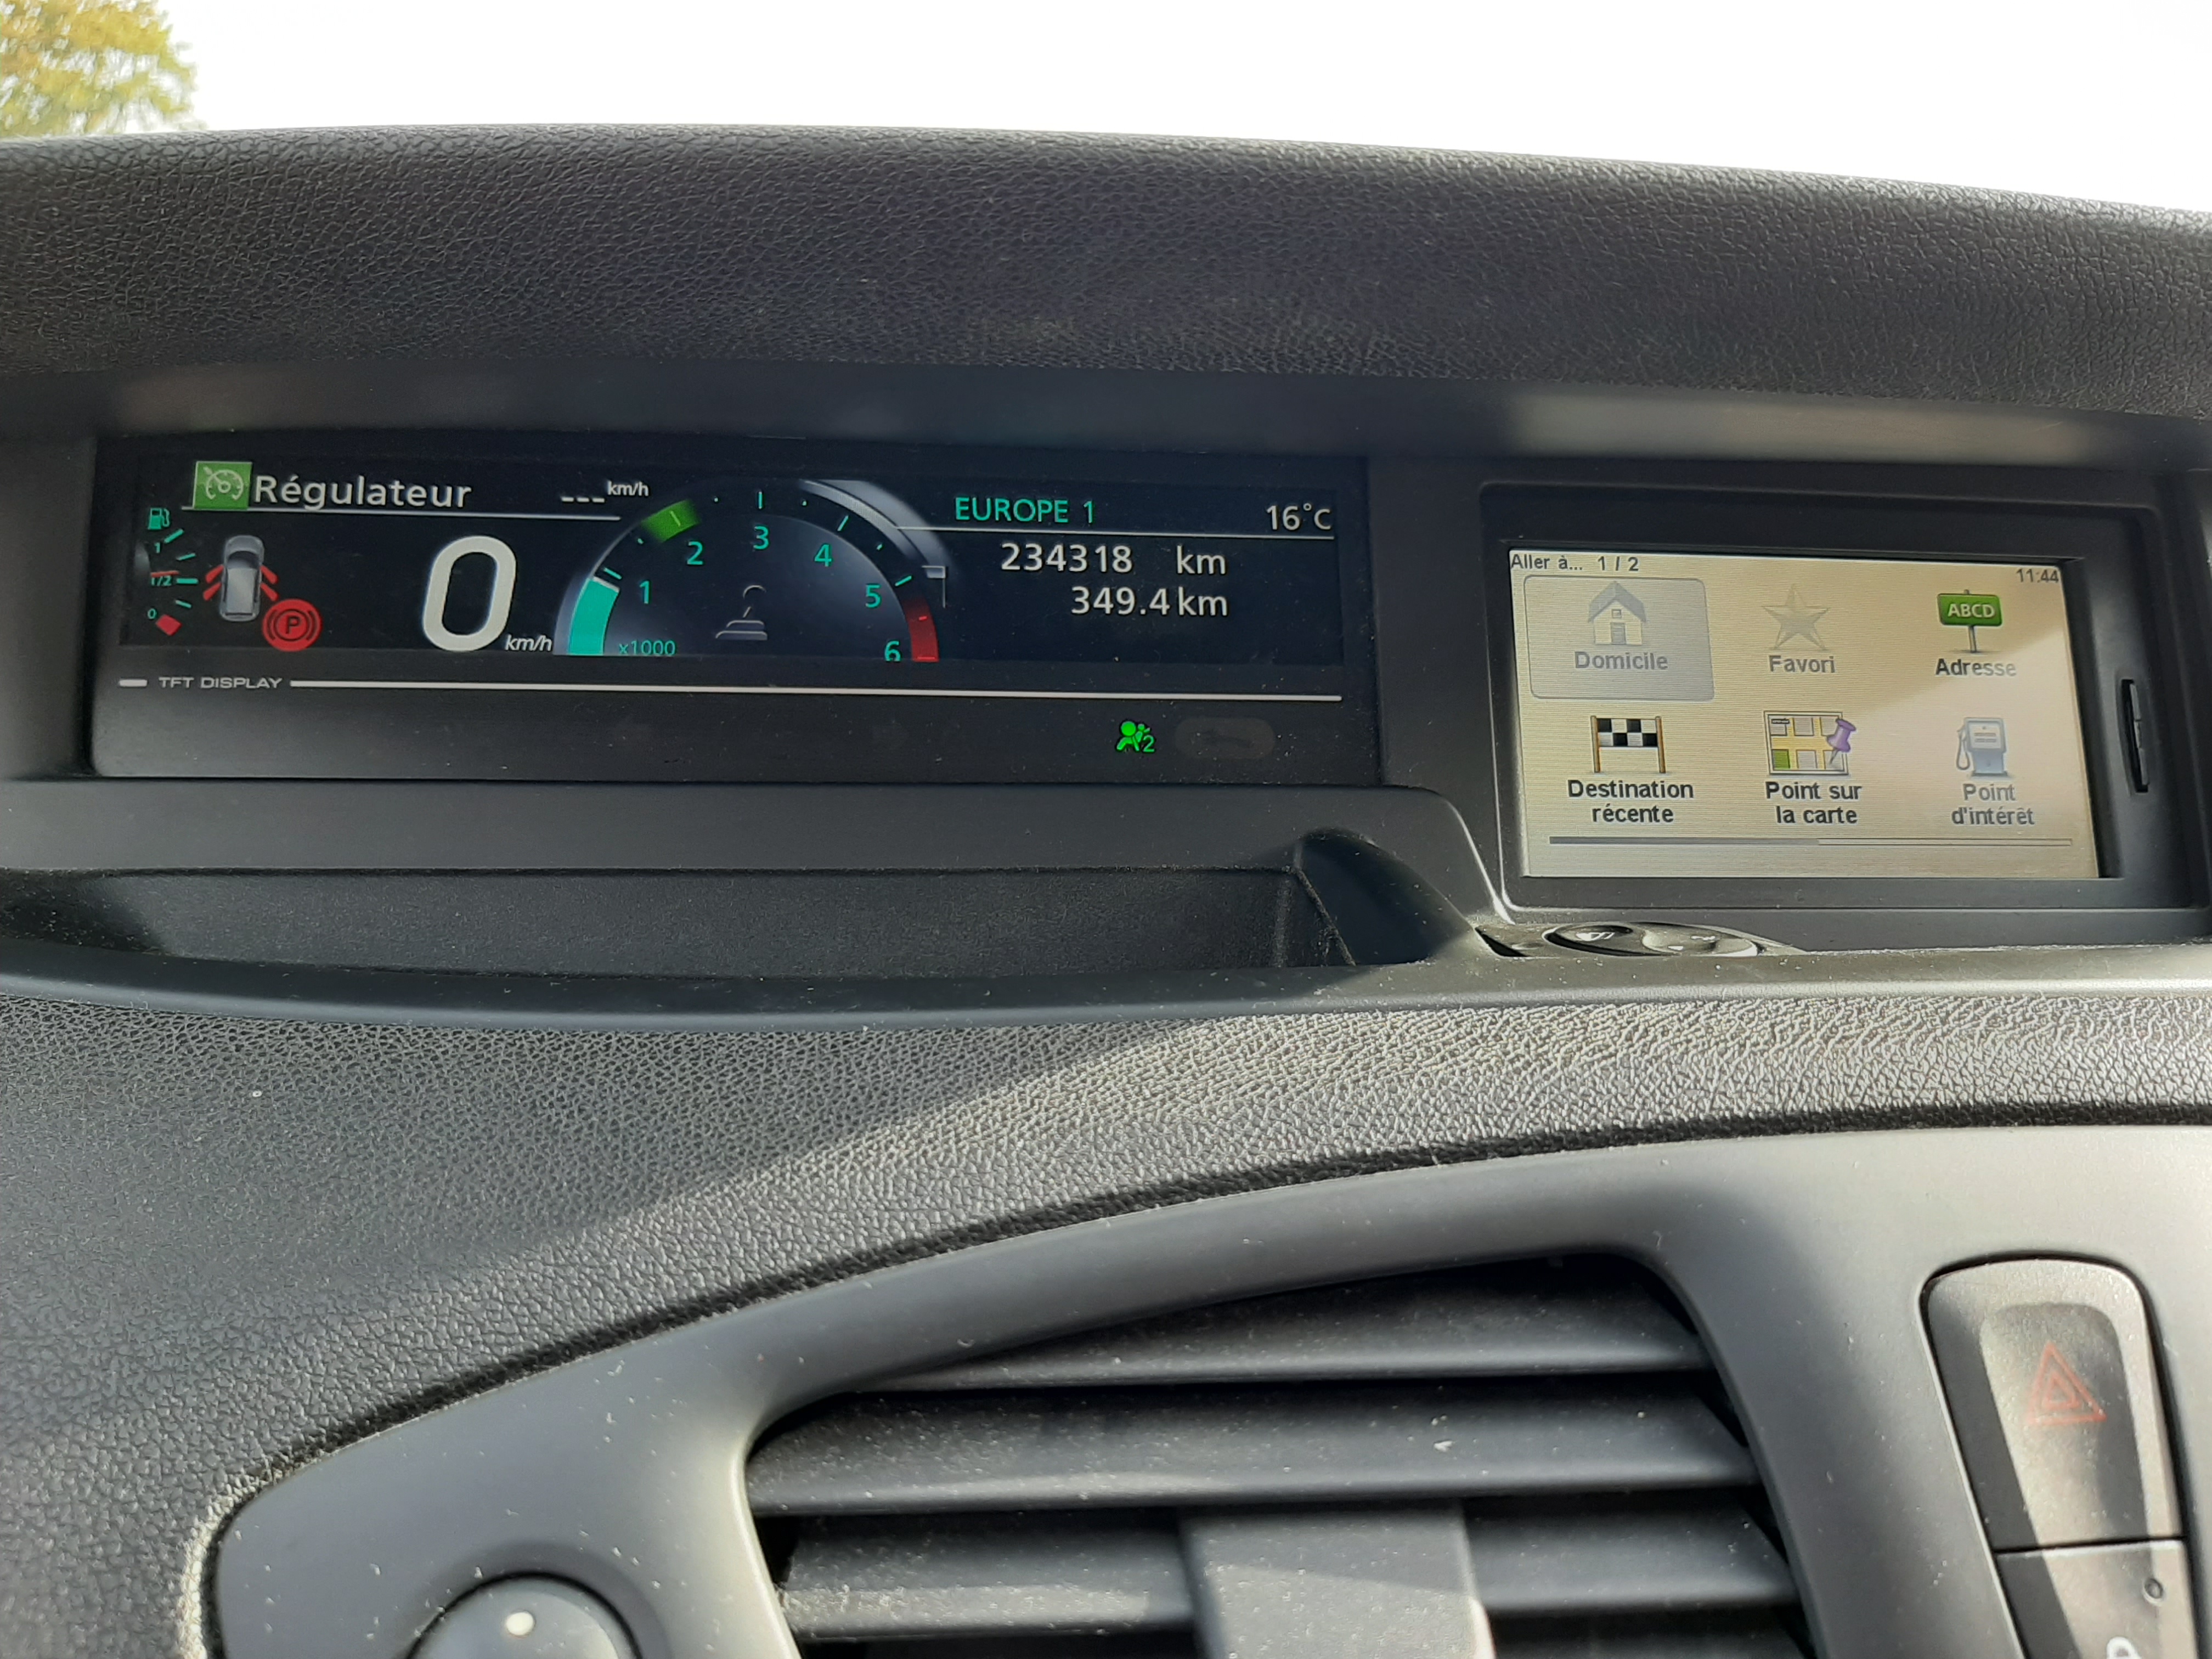 Régulateur ---km/h
EUROPE 1 16°C
234318 km
349.4 km
1
1/2
0
P
0 km/h
1 2 3 4 5 6
x1000
TFT DISPLAY
2
Aller à... 1 / 2
11:44
Domicile
Favori
ABCD
Adresse
Destination
récente
Point sur
la carte
Point
d'intérêt